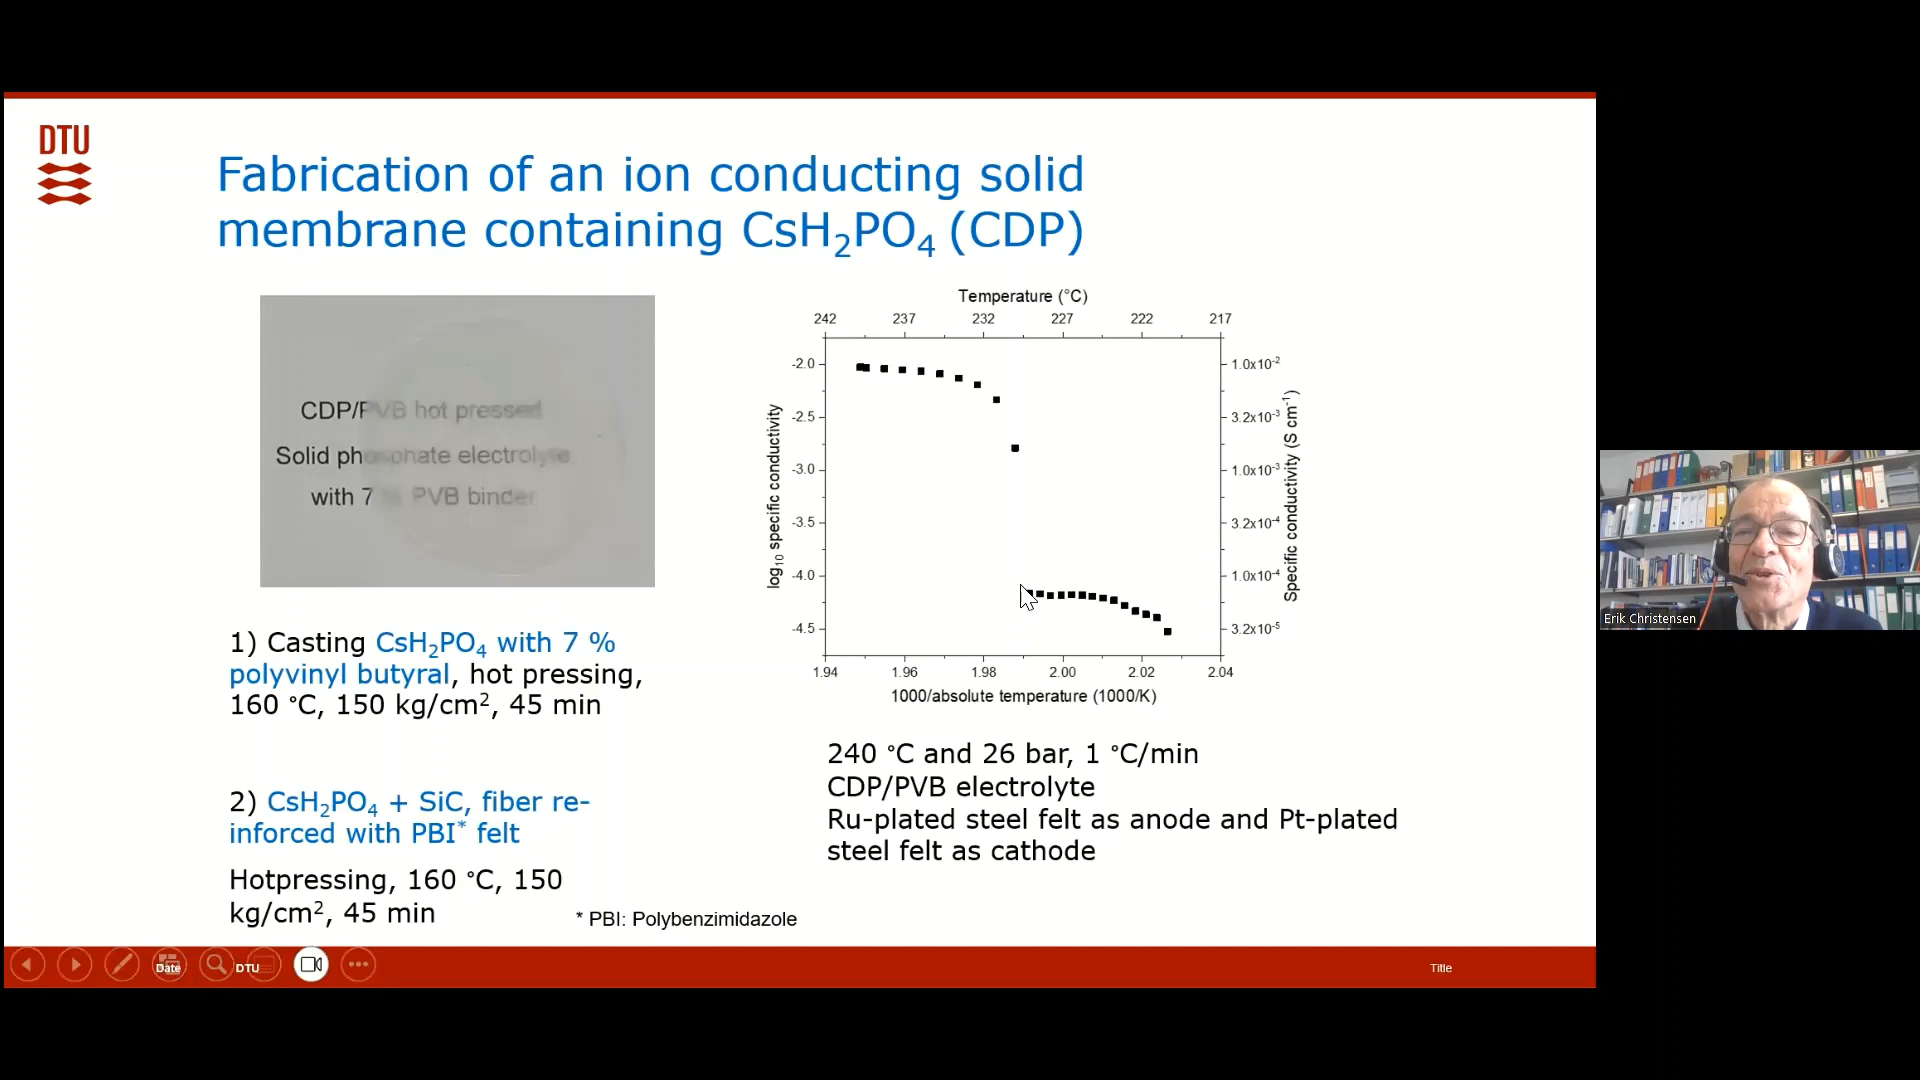 DTU
Fabrication of an ion conducting solid
membrane containing CsH₂PO₄ (CDP)
CDP/PVB hot pressed
Solid phosphate electrolyte
with 7 % PVB binder
1) Casting CsH₂PO₄ with 7 %
polyvinyl butyral, hot pressing,
160 °C, 150 kg/cm², 45 min
2) CsH₂PO₄ + SiC, fiber re-
inforced with PBI* felt
Hotpressing, 160 °C, 150
kg/cm², 45 min
* PBI: Polybenzimidazole
Temperature (°C)
242 237 232 227 222 220 217
-2.0
-2.5
-3.0
-3.5
-4.0
-4.5
log₁₀ specific conductivity
1.0x10⁻²
3.2x10⁻³
1.0x10⁻³
3.2x10⁻⁴
1.0x10⁻⁴
3.2x10⁻⁵
Specific conductivity (S cm⁻¹)
1.94 1.96 1.98 2.00 2.02 2.04
1000/absolute temperature (1000/K)
240 °C and 26 bar, 1 °C/min
CDP/PVB electrolyte
Ru-plated steel felt as anode and Pt-plated
steel felt as cathode
Erik Christensen
Date
DTU
Title